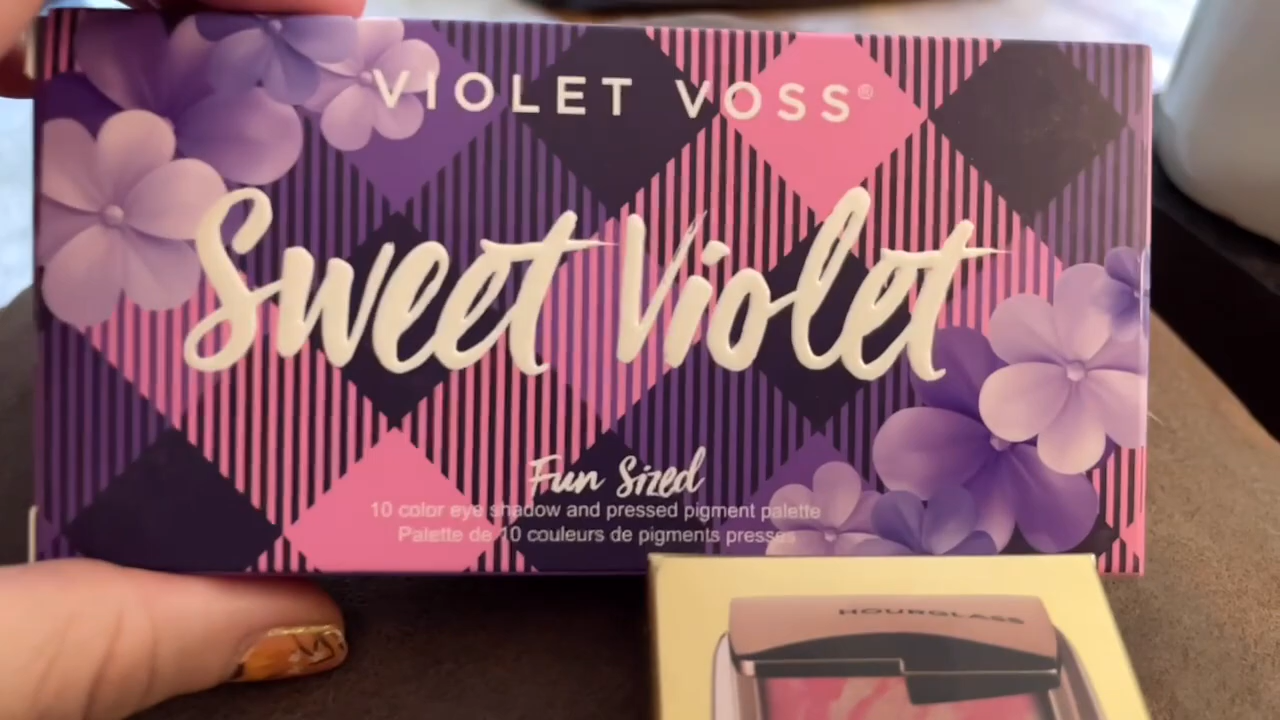 VIOLET VOSS®
Sweet Violet
Fun Sized
10 color eye shadow and pressed pigment palette
Palette de 10 couleurs de pigments pressés
HOURGLASS